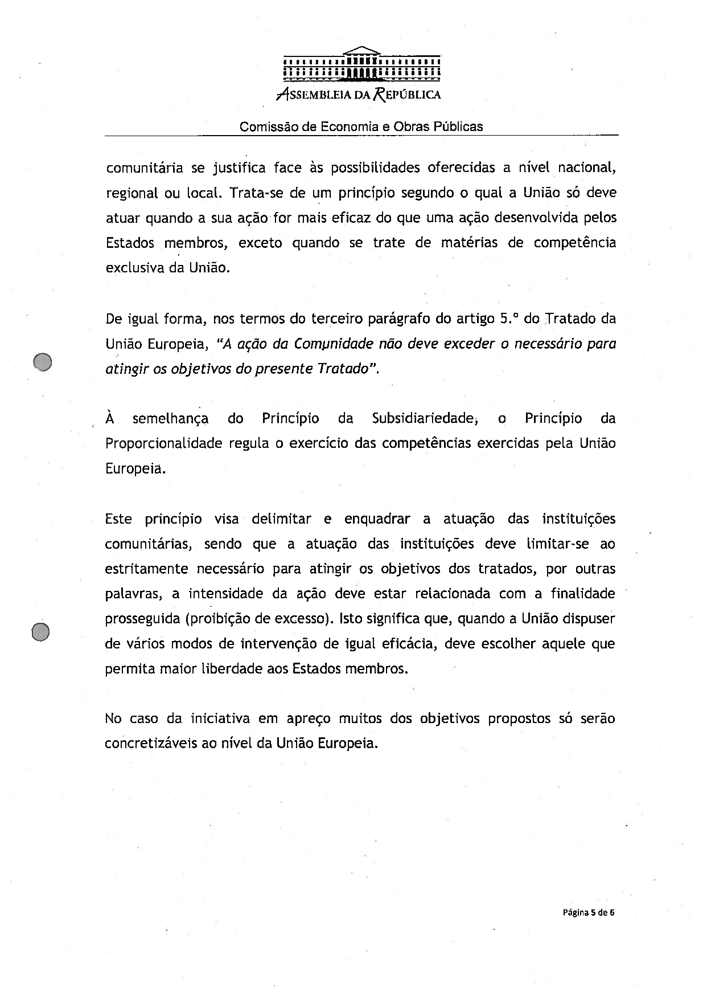 ASSEMBLEIA DA REPÚBLICA
Comissão de Economia e Obras Públicas
comunitária se justifica face às possibilidades oferecidas a nível nacional,
regional ou local. Trata-se de um princípio segundo o qual a União só deve
atuar quando a sua ação for mais eficaz do que uma ação desenvolvida pelos
Estados membros, exceto quando se trate de matérias de competência
exclusiva da União.
De igual forma, nos termos do terceiro parágrafo do artigo 5.º do Tratado da
União Europeia, “A ação da Comunidade não deve exceder o necessário para
atingir os objetivos do presente Tratado”.
À semelhança do Princípio da Subsidiariedade, o Princípio da
Proporcionalidade regula o exercício das competências exercidas pela União
Europeia.
Este princípio visa delimitar e enquadrar a atuação das instituições
comunitárias, sendo que a atuação das instituições deve limitar-se ao
estritamente necessário para atingir os objetivos dos tratados, por outras
palavras, a intensidade da ação deve estar relacionada com a finalidade
prosseguida (proibição de excesso). Isto significa que, quando a União dispuser
de vários modos de intervenção de igual eficácia, deve escolher aquele que
permita maior liberdade aos Estados membros.
No caso da iniciativa em apreço muitos dos objetivos propostos só serão
concretizáveis ao nível da União Europeia.
Página 5 de 6